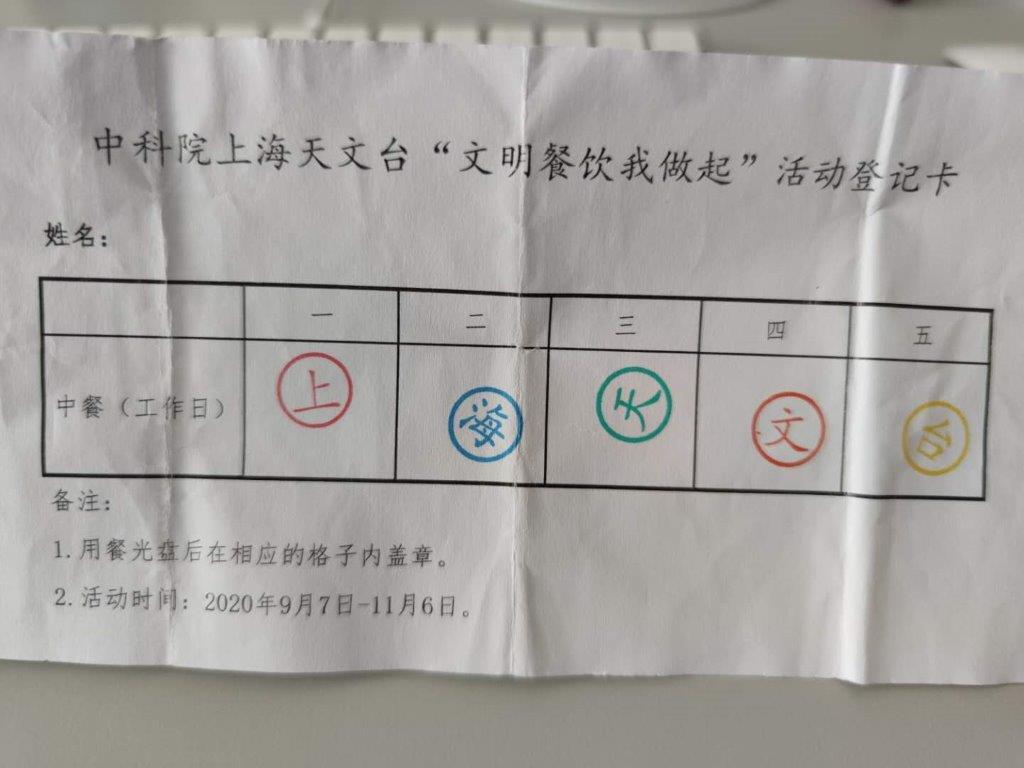 中科院上海天文台“文明餐饮我做起”活动登记卡
姓名：
一 二 三 四 五
中餐（工作日） 上 海 天 文 台
备注：
1.用餐光盘后在相应的格子内盖章。
2.活动时间：2020年9月7日-11月6日。